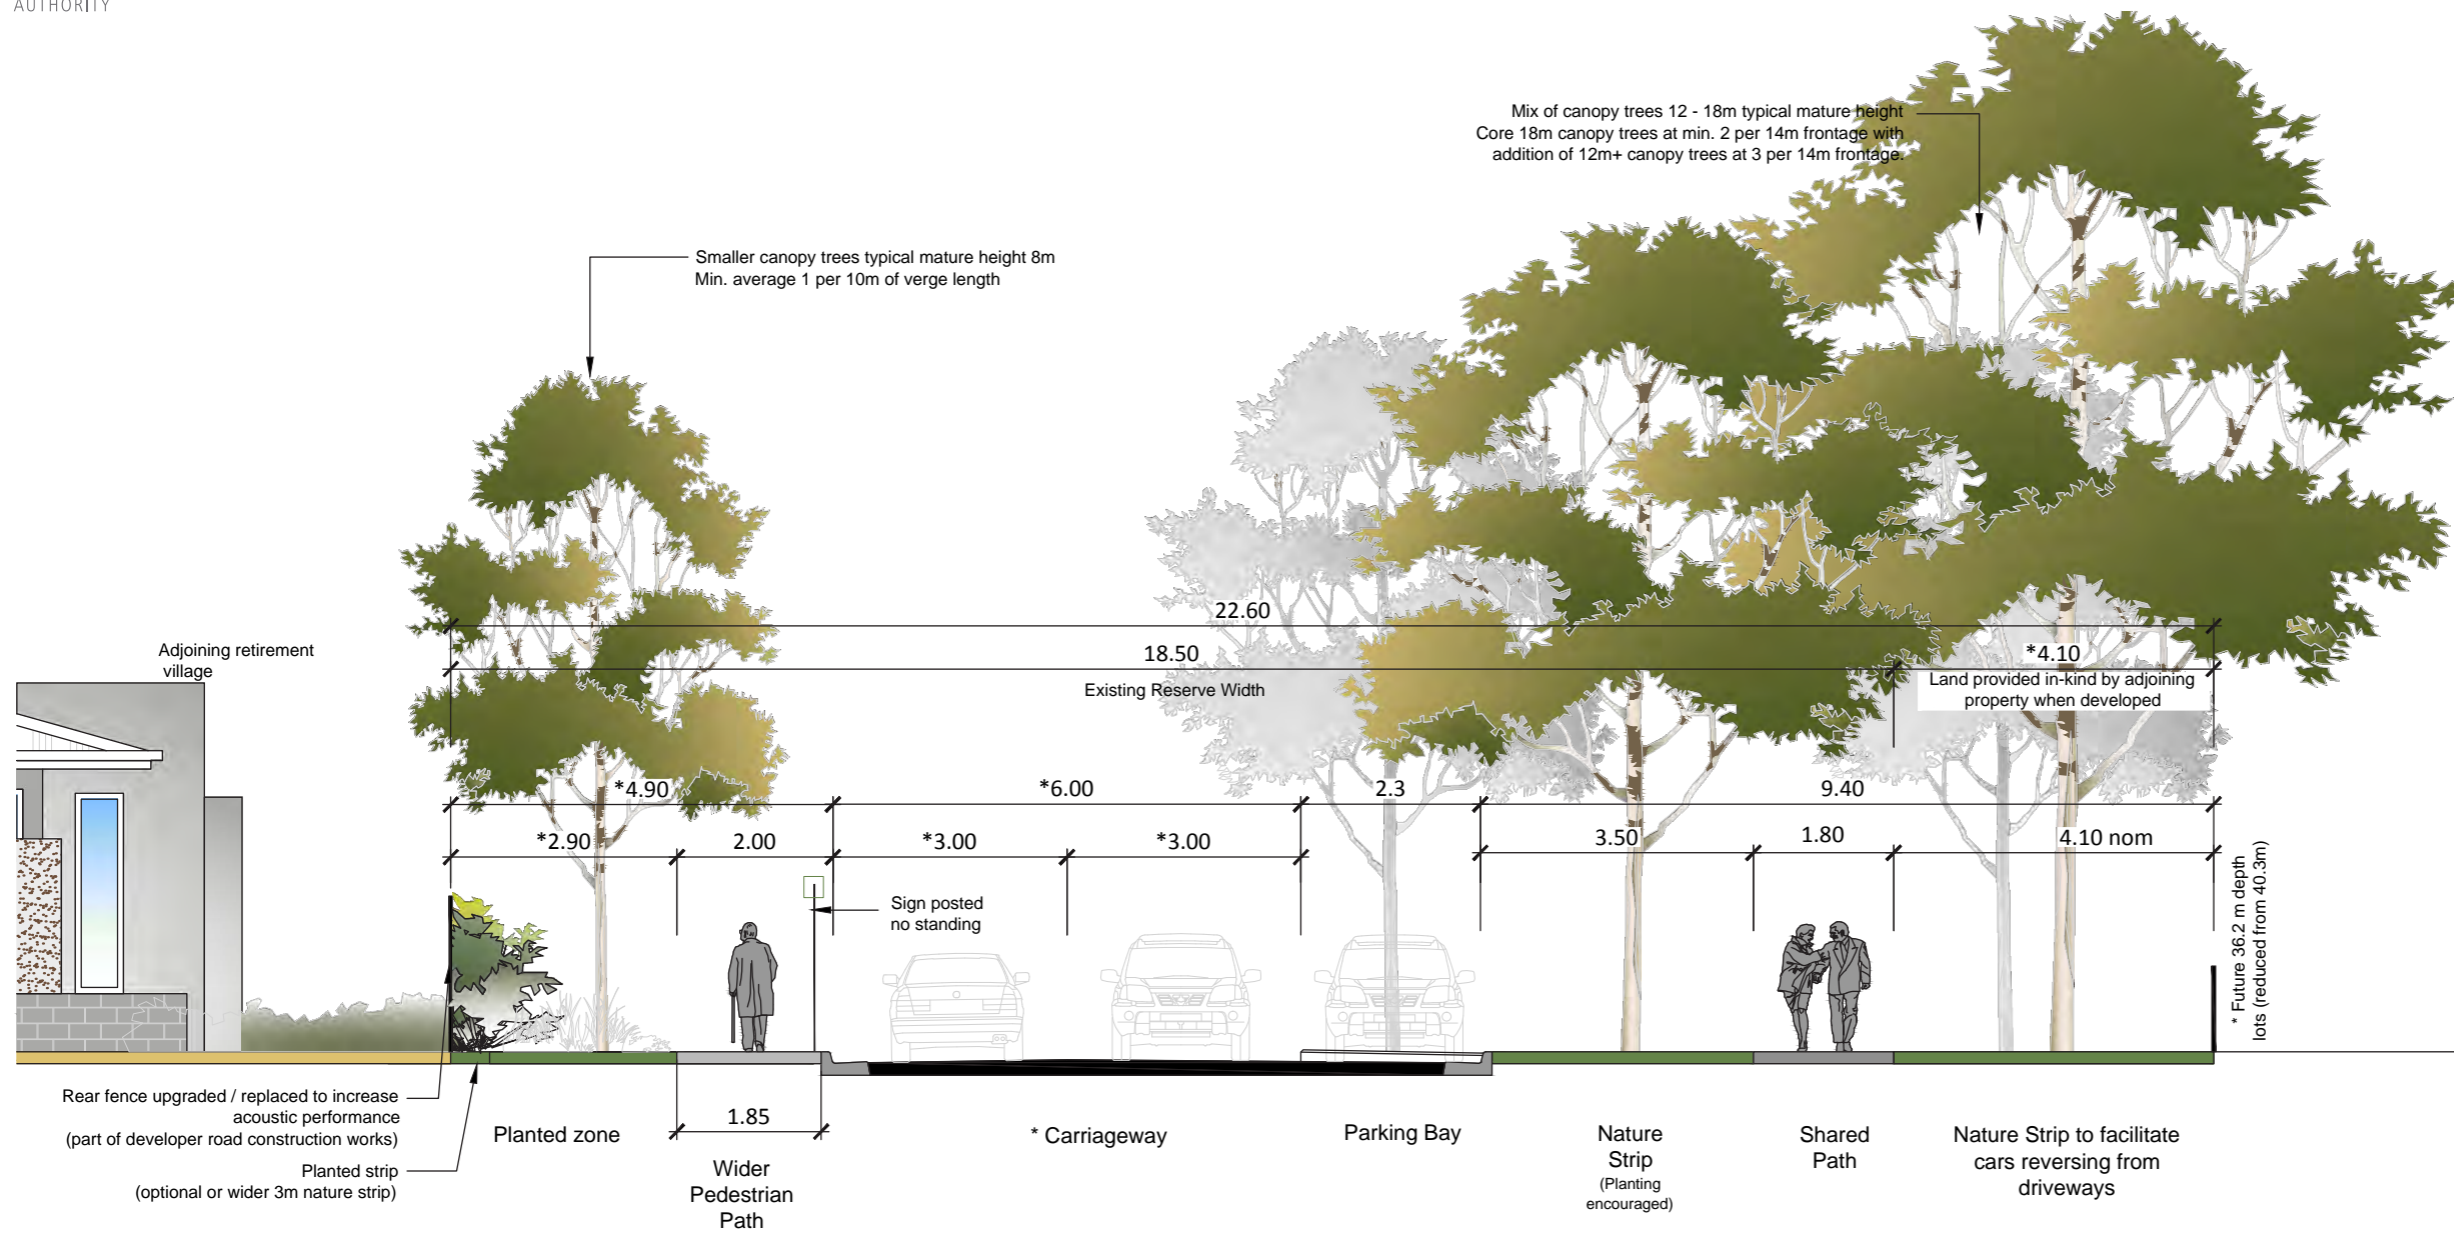 AUTHORITY
Mix of canopy trees 12 - 18m typical mature height
Core 18m canopy trees at min. 2 per 14m frontage with
addition of 12m+ canopy trees at 3 per 14m frontage.
Smaller canopy trees typical mature height 8m
Min. average 1 per 10m of verge length
22.60
18.50
*4.10
Existing Reserve Width
Land provided in-kind by adjoining
property when developed
Adjoining retirement
village
*4.90
*6.00
2.3
9.40
*2.90
2.00
*3.00
*3.00
3.50
1.80
4.10 nom
Sign posted
no standing
* Future 36.2 m depth
lots (reduced from 40.3m)
Rear fence upgraded / replaced to increase
acoustic performance
(part of developer road construction works)
Planted strip
(optional or wider 3m nature strip)
Planted zone
1.85
Wider
Pedestrian
Path
* Carriageway
Parking Bay
Nature
Strip
(Planting
encouraged)
Shared
Path
Nature Strip to facilitate
cars reversing from
driveways